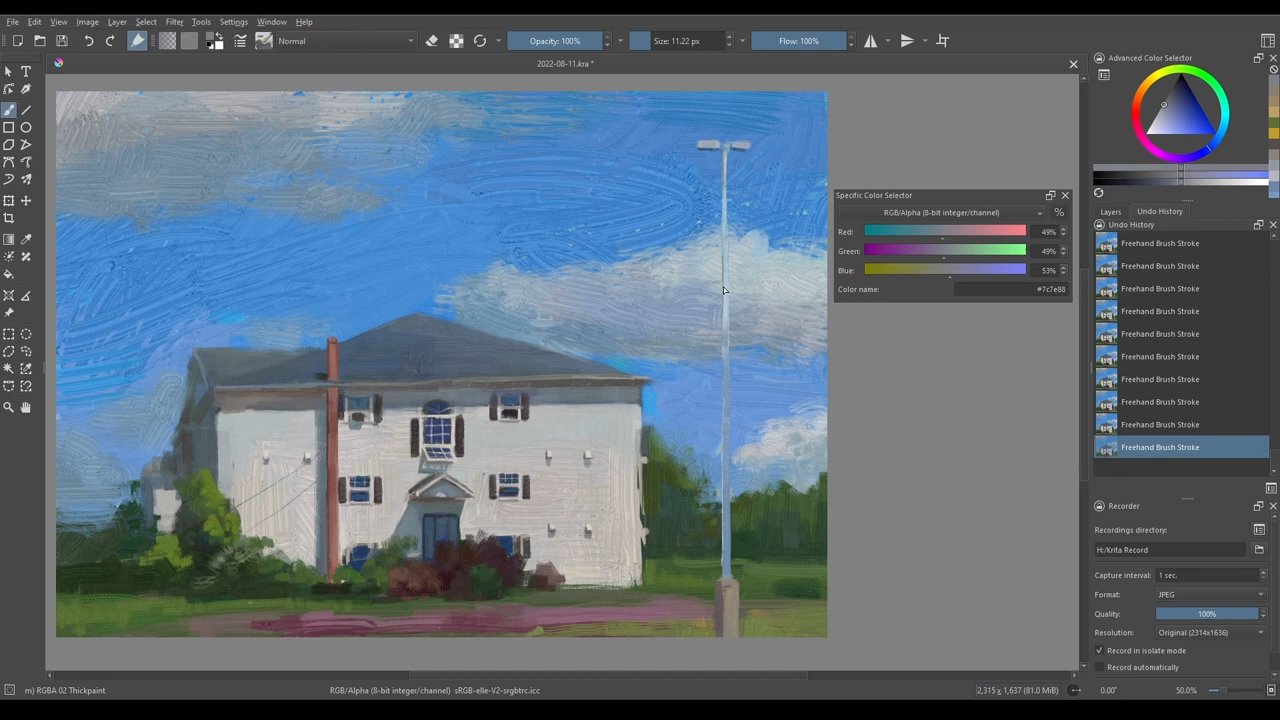 File Edit View Image Layer Select Filter Tools Settings Window Help
Normal Opacity: 100% Size: 11.22 px Flow: 100%
2022-08-11.kra *
Advanced Color Selector
Specific Color Selector
RGB/Alpha (8-bit integer/channel) %
Red: 49%
Green: 49%
Blue: 53%
Color name: #7c7e88
Layers Undo History
Undo History
Freehand Brush Stroke
Freehand Brush Stroke
Freehand Brush Stroke
Freehand Brush Stroke
Freehand Brush Stroke
Freehand Brush Stroke
Freehand Brush Stroke
Freehand Brush Stroke
Freehand Brush Stroke
Freehand Brush Stroke
Recorder
Recordings directory:
H:/Krita Record
Capture interval: 1 sec.
Format: JPEG
Quality: 100%
Resolution: Original (2314x1636)
Record in isolate mode
Record automatically
m) RGBA 02 Thickpaint RGB/Alpha (8-bit integer/channel) sRGB-elle-V2-srgbtrc.icc 2,315 x 1,637 (81.0 MiB) 0.00° 50.0%